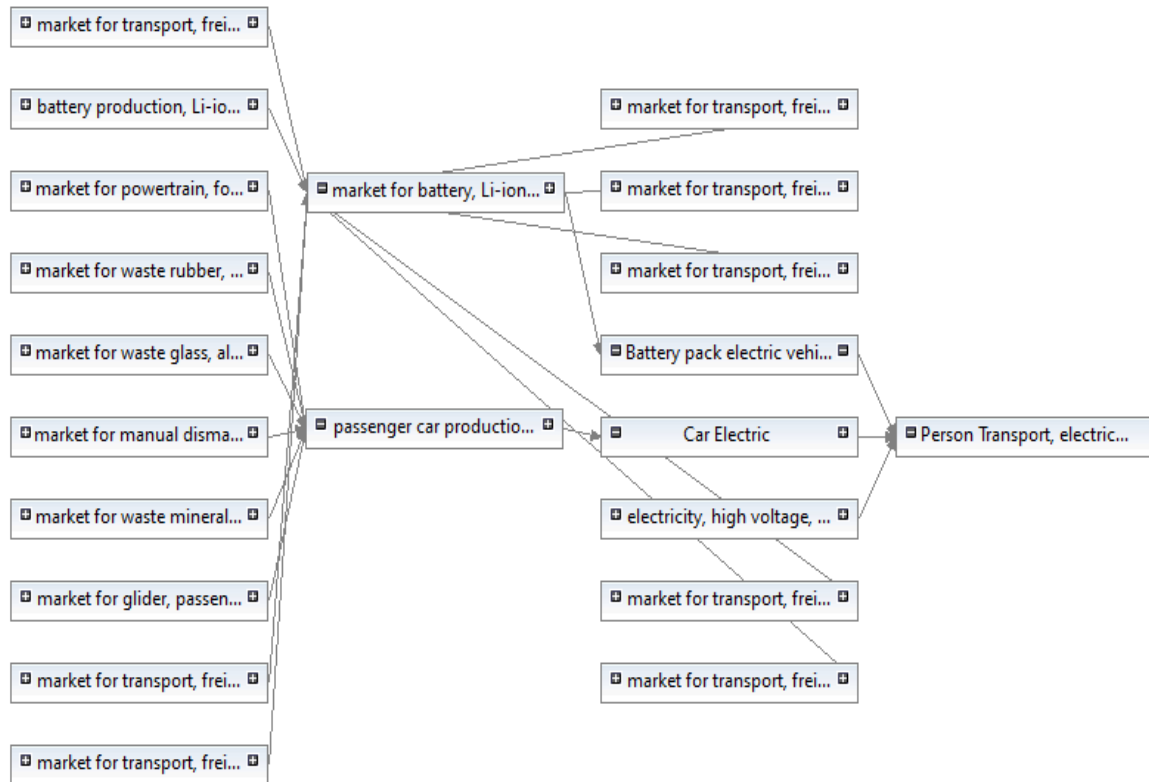 market for transport, frei...
battery production, Li-io...
market for powertrain, fo...
market for waste rubber, ...
market for waste glass, al...
market for manual disma...
market for waste mineral...
market for glider, passen...
market for transport, frei...
market for transport, frei...
market for battery, Li-ion...
passenger car productio...
market for transport, frei...
market for transport, frei...
market for transport, frei...
Battery pack electric vehi...
Car Electric
electricity, high voltage, ...
market for transport, frei...
market for transport, frei...
Person Transport, electric...